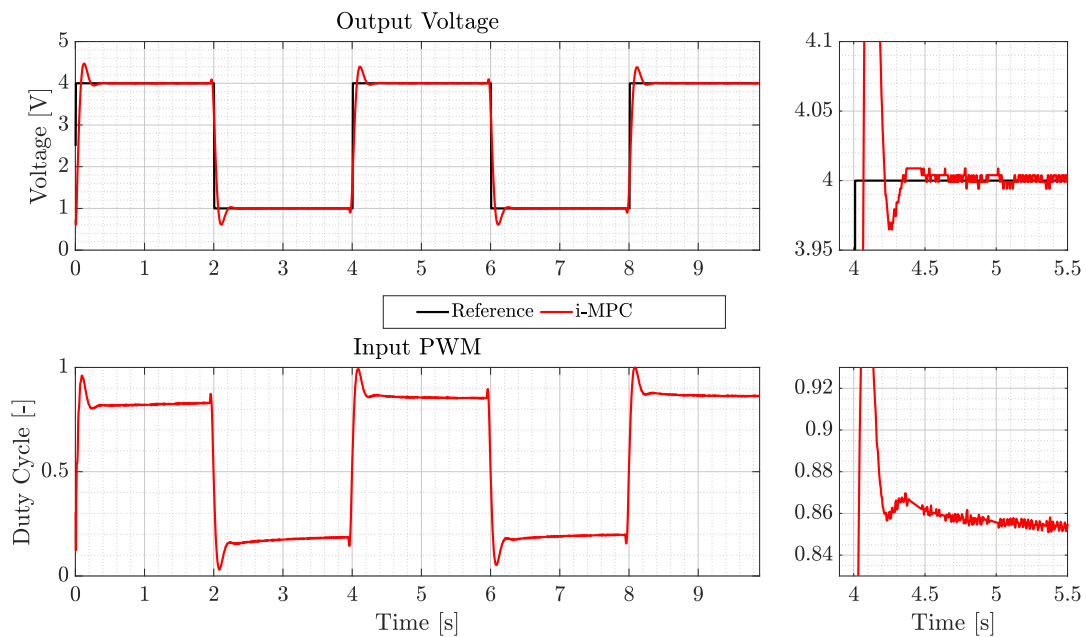 Output Voltage
Voltage [V]
5
4
3
2
1
0
0 1 2 3 4 5 6 7 8 9
4.1
4.05
4
3.95
4 4.5 5 5.5
Reference i-MPC
Input PWM
Duty Cycle [-]
1
0.5
0
0 1 2 3 4 5 6 7 8 9
Time [s]
0.92
0.9
0.88
0.86
0.84
4 4.5 5 5.5
Time [s]